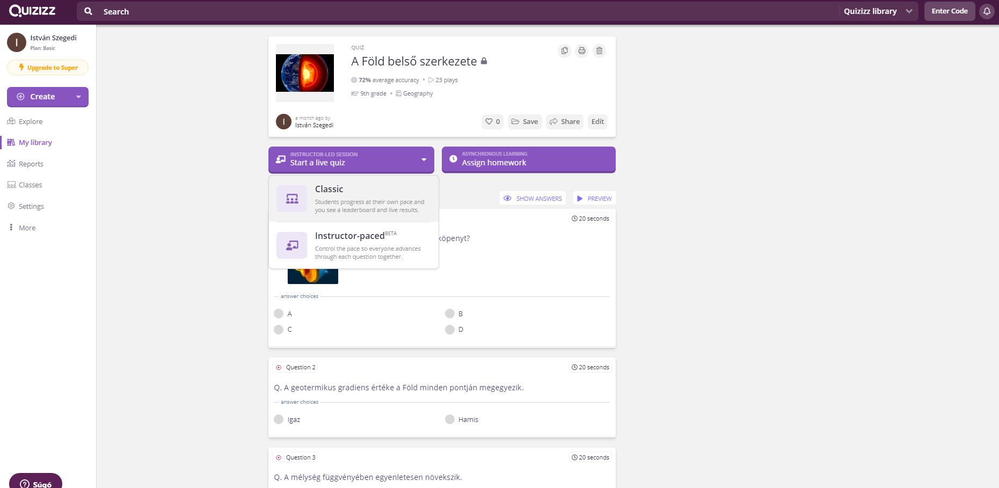 QUIZIZZ
Search
Quizizz library
Enter Code
I
István Szegedi
Plan: Basic
Upgrade to Super
Create
Explore
My library
Reports
Classes
Settings
More
Súgó
QUIZ
A Föld belső szerkezete
72% average accuracy • 23 plays
9th grade • Geography
I
a month ago by
István Szegedi
0
Save
Share
Edit
INSTRUCTOR-LED SESSION
Start a live quiz
ASYNCHRONOUS LEARNING
Assign homework
Classic
Students progress at their own pace and
you see a leaderboard and live results.
Instructor-paced BETA
Control the pace so everyone advances
through each question together.
SHOW ANSWERS
PREVIEW
20 seconds
köpenyt?
answer choices
A
B
C
D
Question 2
20 seconds
Q. A geotermikus gradiens értéke a Föld minden pontján megegyezik.
answer choices
Igaz
Hamis
Question 3
20 seconds
Q. A mélység függvényében egyenletesen növekszik.